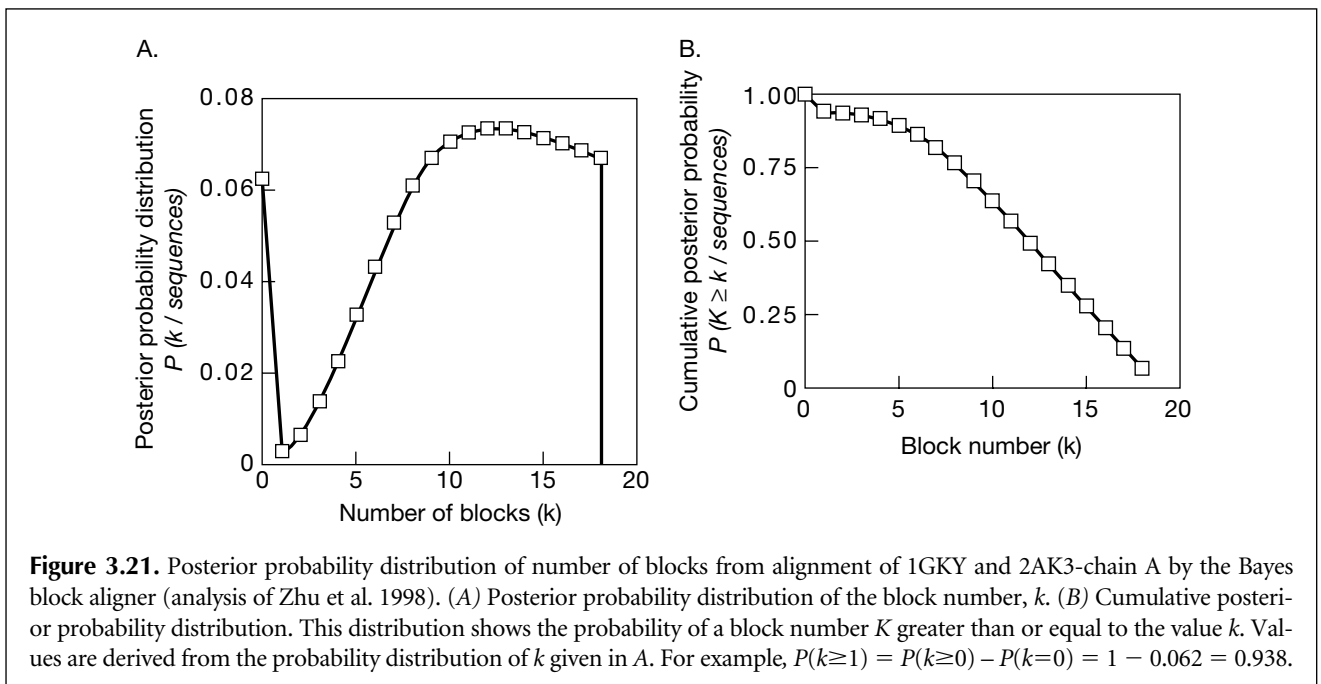 A.
Posterior probability distribution
P (k / sequences)
0.08
0.06
0.04
0.02
0
0 5 10 15 20
Number of blocks (k)
B.
Cumulative posterior probability
P (K ≥ k / sequences)
1.00
0.75
0.50
0.25
0
0 5 10 15 20
Block number (k)
Figure 3.21. Posterior probability distribution of number of blocks from alignment of 1GKY and 2AK3-chain A by the Bayes
block aligner (analysis of Zhu et al. 1998). (A) Posterior probability distribution of the block number, k. (B) Cumulative posteri-
or probability distribution. This distribution shows the probability of a block number K greater than or equal to the value k. Val-
ues are derived from the probability distribution of k given in A. For example, P(k≥1) = P(k≥0) – P(k=0) = 1 − 0.062 = 0.938.